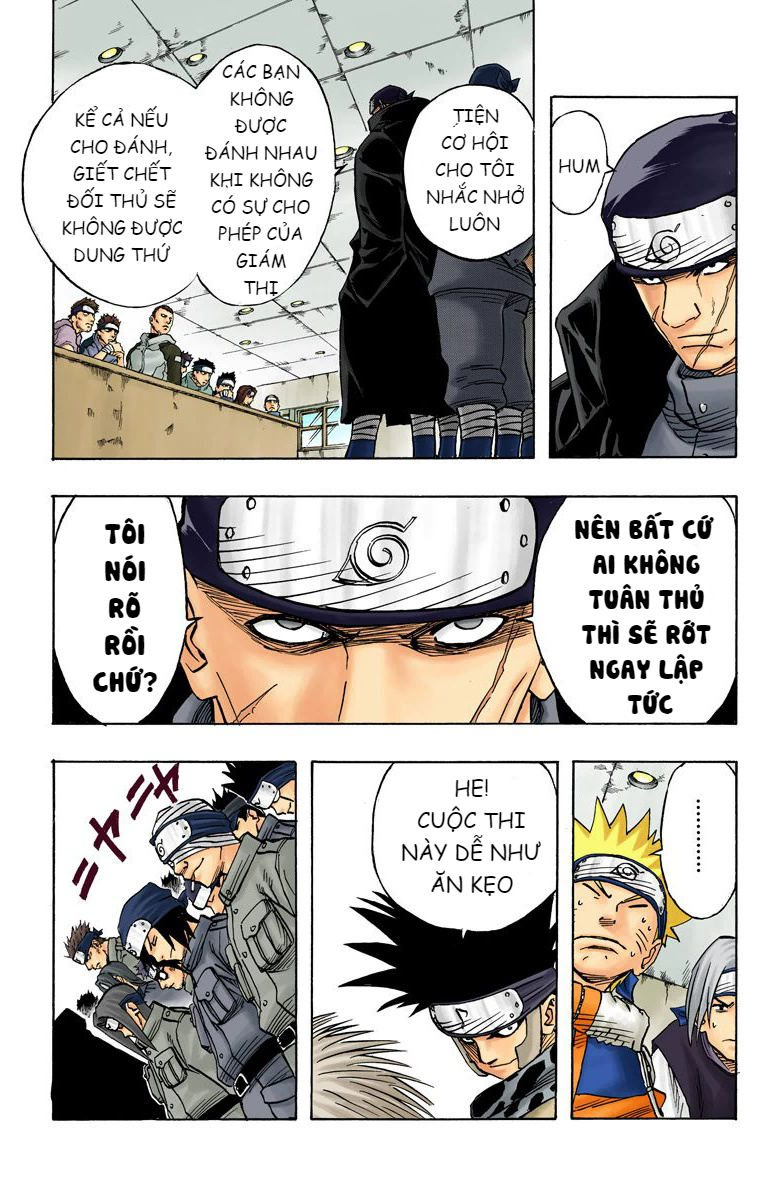 HUM
TIỆN
CƠ HỘI
CHO TÔI
NHẮC NHỞ
LUÔN
CÁC BẠN
KHÔNG
ĐƯỢC
ĐÁNH NHAU
KHI KHÔNG
CÓ SỰ CHO
PHÉP CỦA
GIÁM
THỊ
KỂ CẢ NẾU
CHO ĐÁNH,
GIẾT CHẾT
ĐỐI THỦ SẼ
KHÔNG ĐƯỢC
DUNG THỨ
NÊN BẤT CỨ
AI KHÔNG
TUÂN THỦ
THÌ SẼ RỚT
NGAY LẬP
TỨC
TÔI
NÓI
RÕ
RỒI
CHỨ?
..........
HE!
CUỘC THI
NÀY DỄ NHƯ
ĂN KẸO
ニヤニヤ